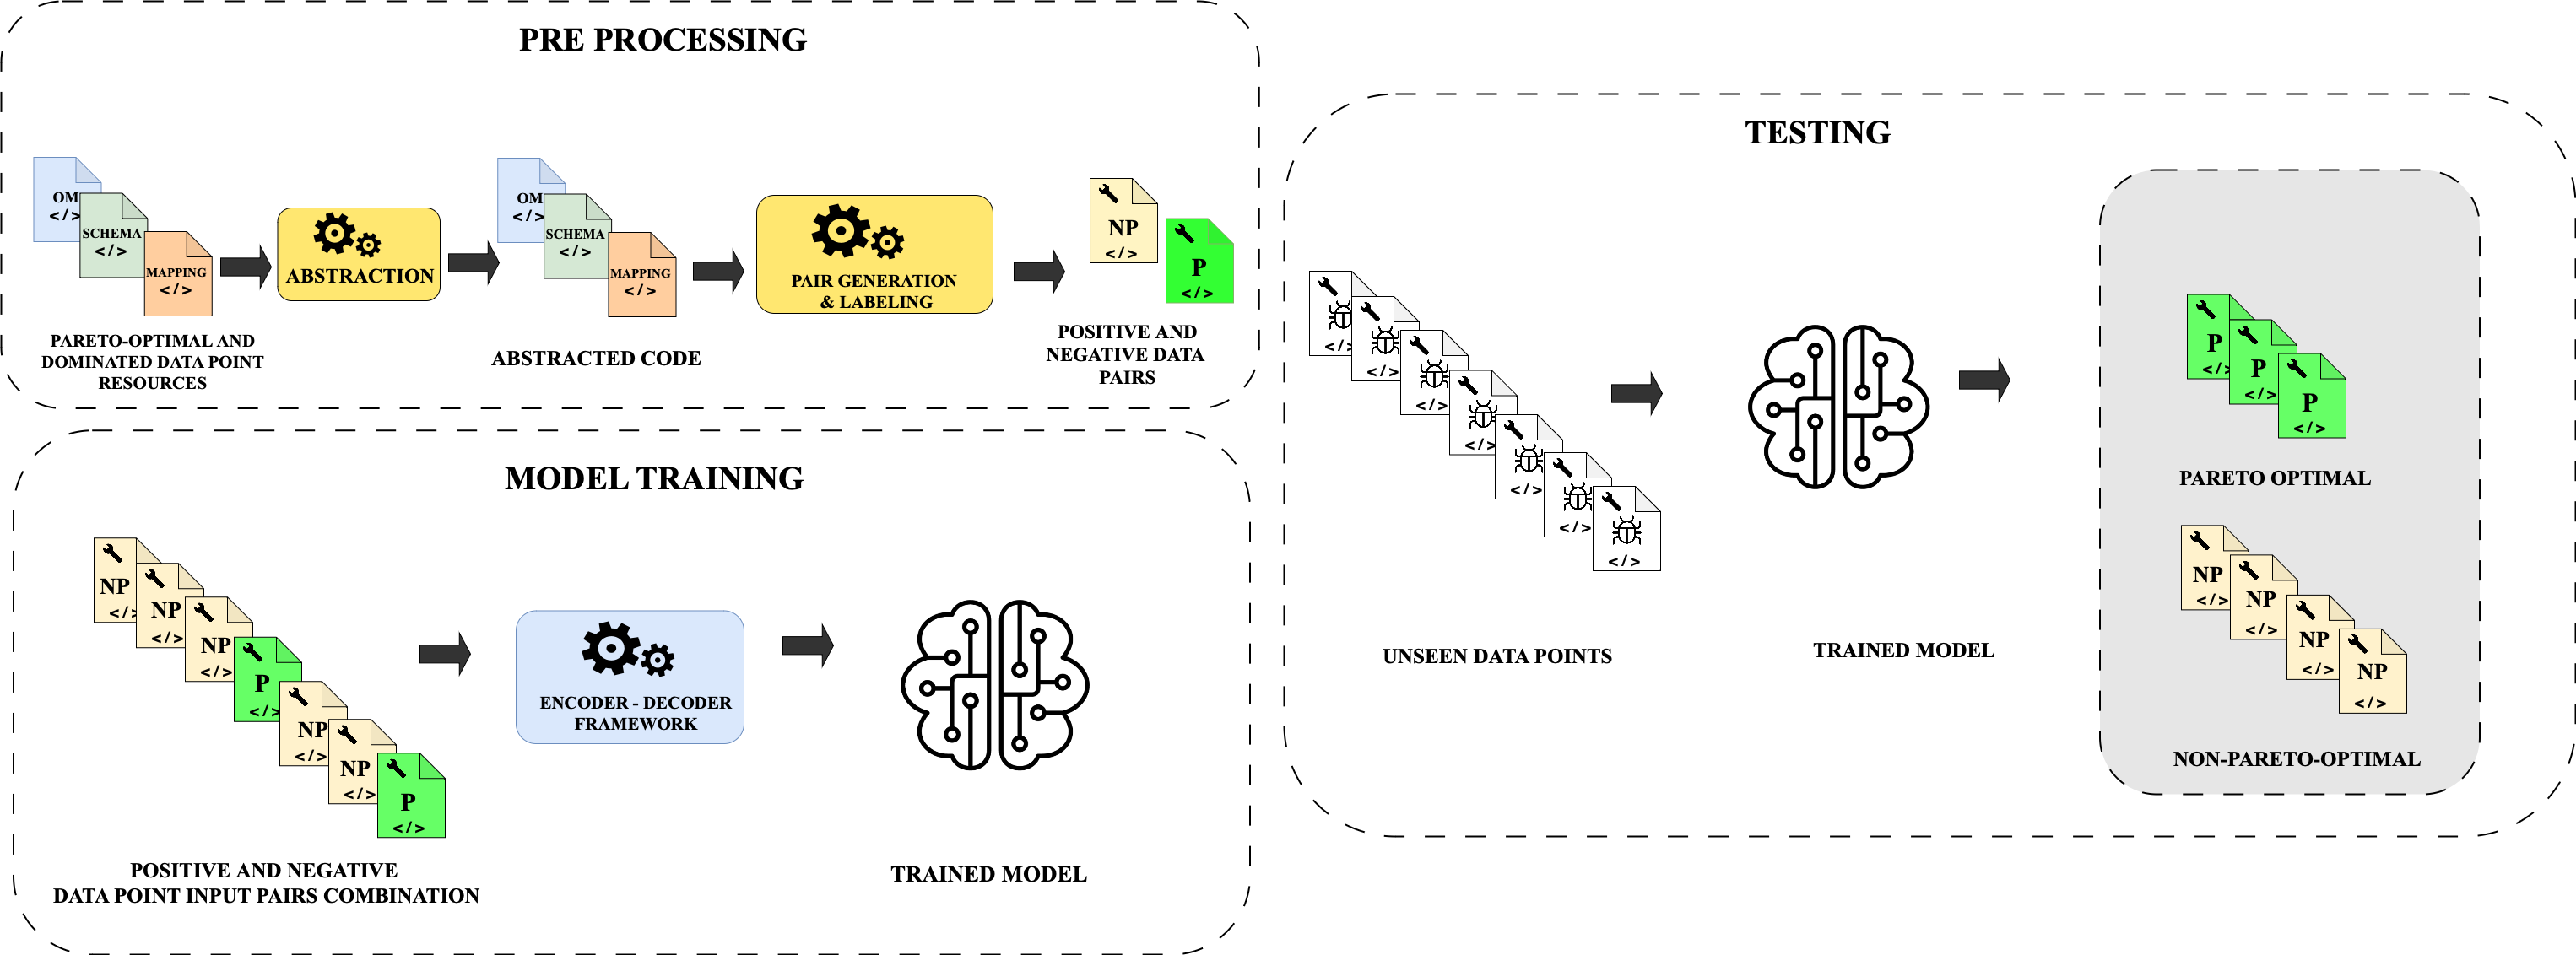 PRE PROCESSING
OM
</>
SCHEMA
</>
MAPPING
</>
PARETO-OPTIMAL AND
DOMINATED DATA POINT
RESOURCES
ABSTRACTION
OM
</>
SCHEMA
</>
MAPPING
</>
ABSTRACTED CODE
PAIR GENERATION
& LABELING
NP
</>
P
</>
POSITIVE AND
NEGATIVE DATA
PAIRS
MODEL TRAINING
NP
</>
NP
</>
NP
</>
P
</>
NP
</>
NP
</>
P
</>
POSITIVE AND NEGATIVE
DATA POINT INPUT PAIRS COMBINATION
ENCODER - DECODER
FRAMEWORK
TRAINED MODEL
TESTING
</>
</>
</>
</>
</>
</>
</>
UNSEEN DATA POINTS
TRAINED MODEL
P
</>
P
</>
P
</>
PARETO OPTIMAL
NP
</>
NP
</>
NP
</>
NP
</>
NON-PARETO-OPTIMAL